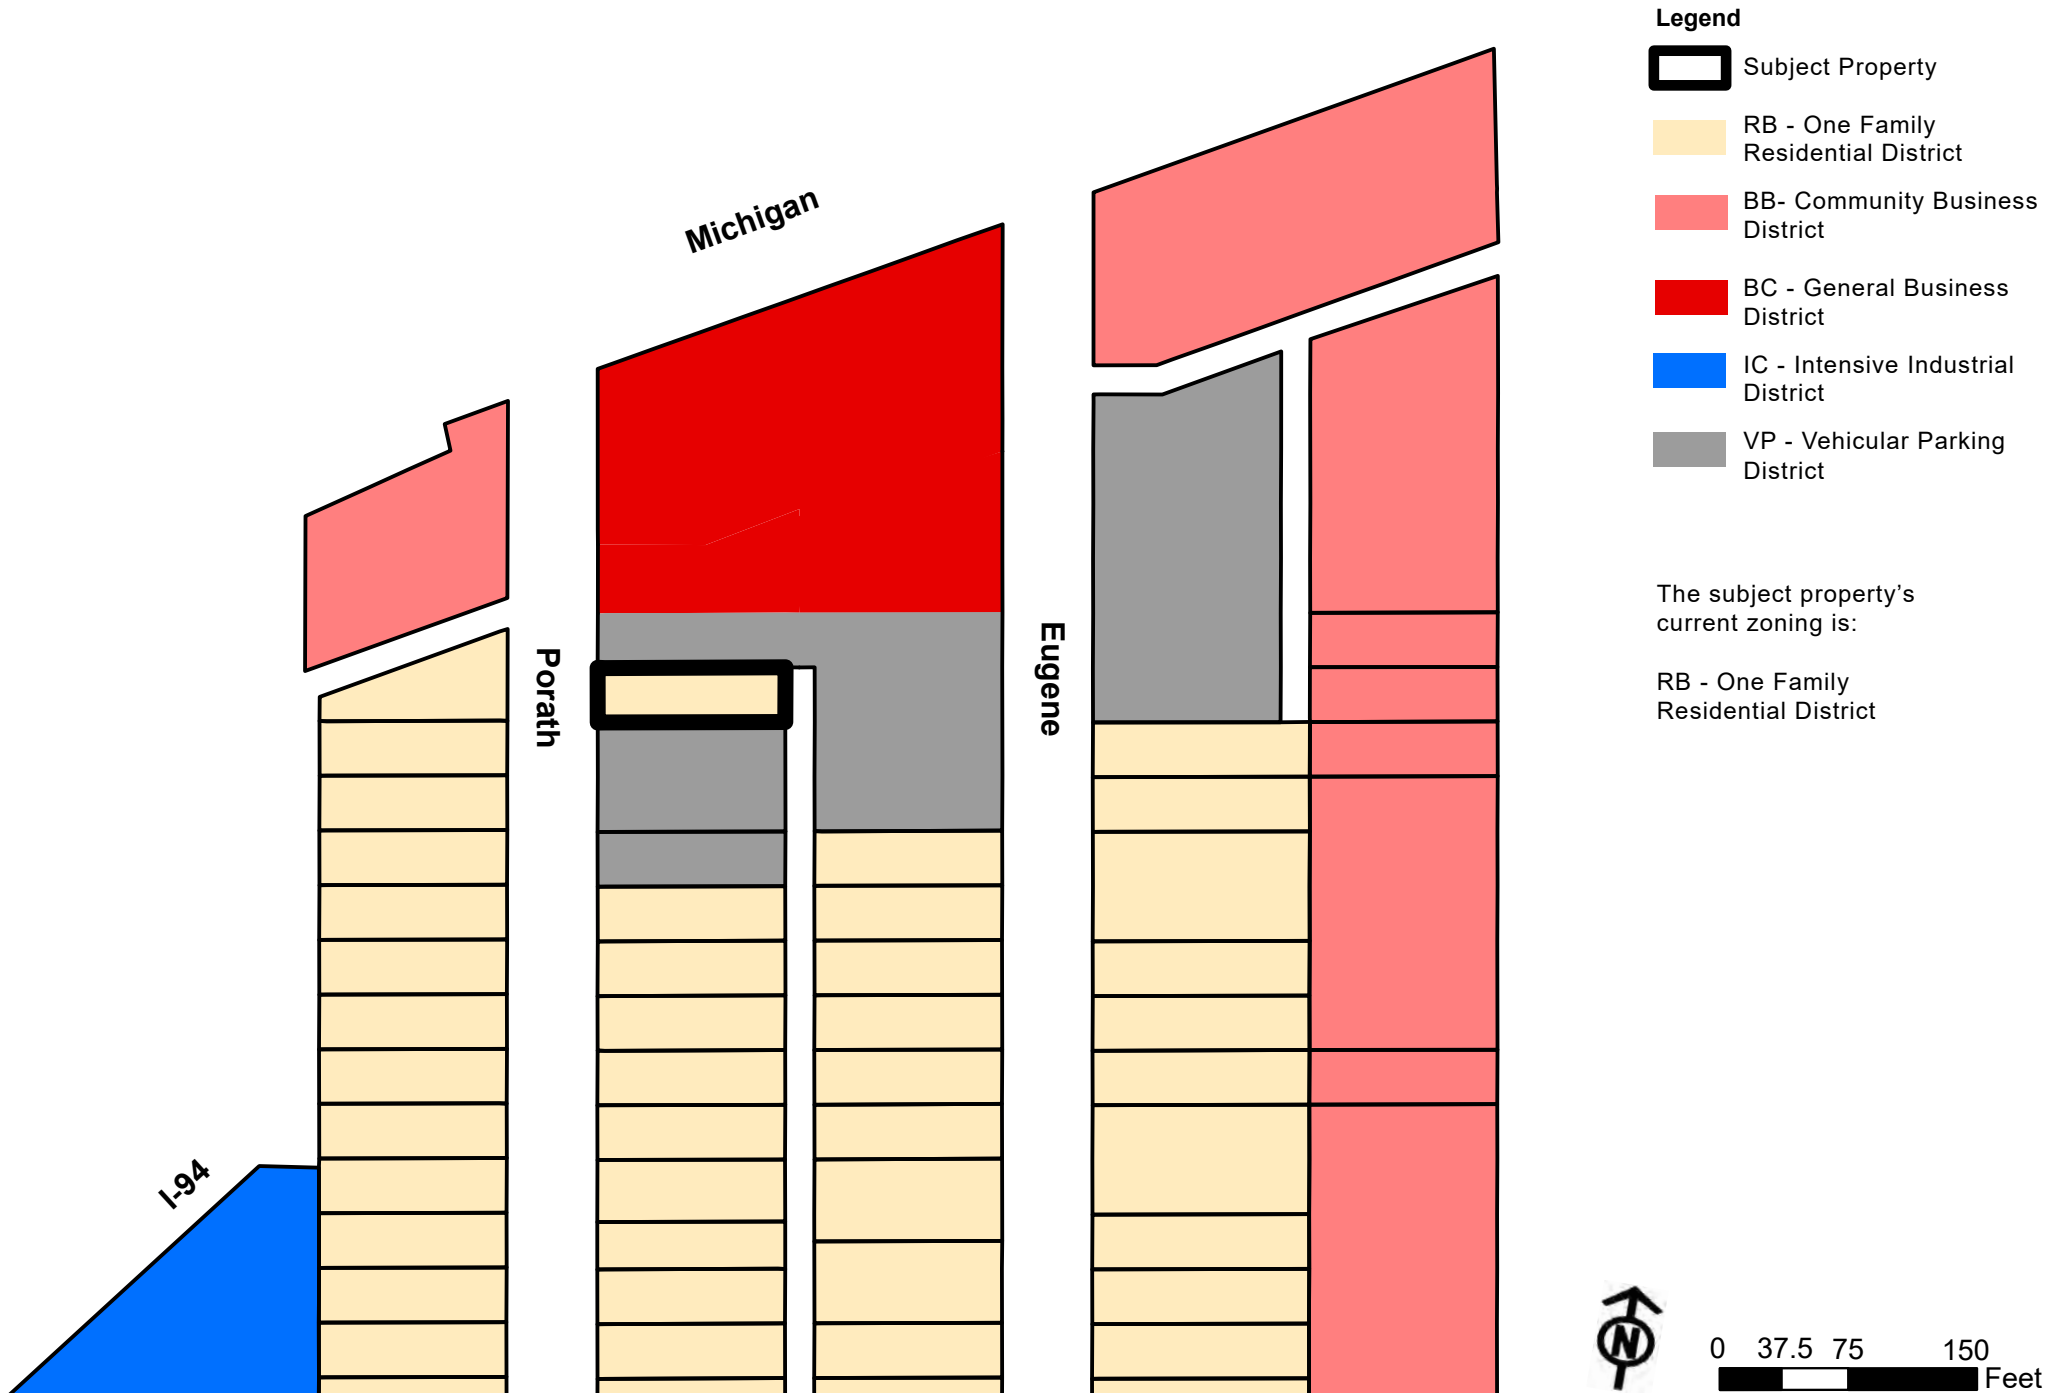 Legend
Subject Property
RB - One Family
Residential District
BB- Community Business
District
BC - General Business
District
IC - Intensive Industrial
District
VP - Vehicular Parking
District
The subject property’s
current zoning is:
RB - One Family
Residential District
Michigan
Porath
Eugene
I-94
N
0 37.5 75 150
Feet